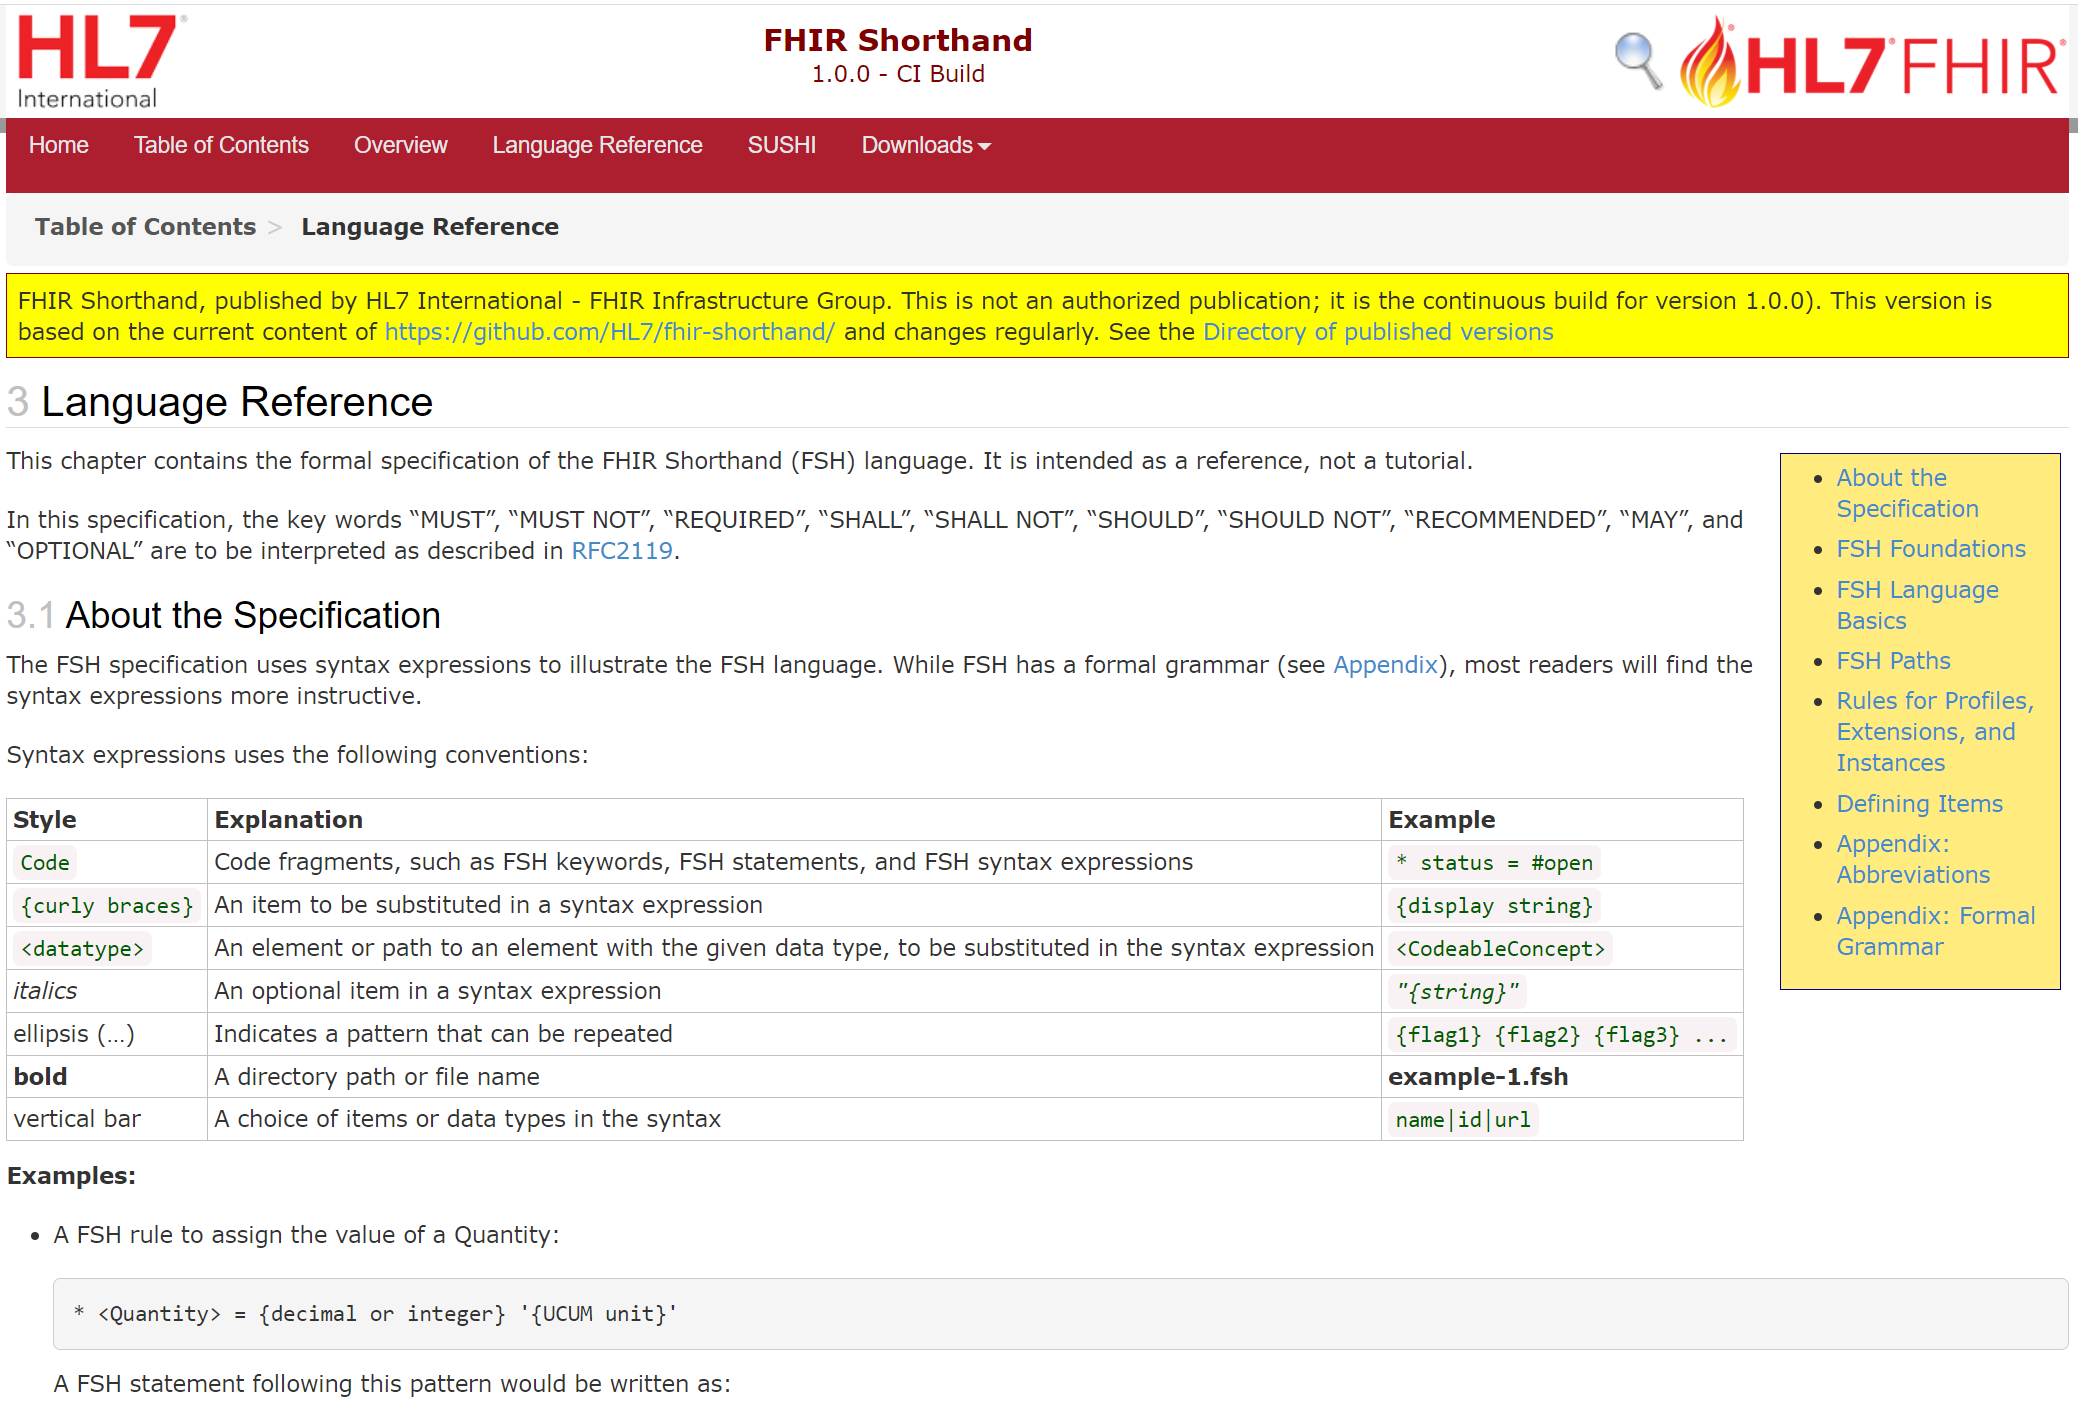 HL7
International
FHIR Shorthand
1.0.0 - CI Build
HL7 FHIR
Home Table of Contents Overview Language Reference SUSHI Downloads
Table of Contents > Language Reference
FHIR Shorthand, published by HL7 International - FHIR Infrastructure Group. This is not an authorized publication; it is the continuous build for version 1.0.0). This version is
based on the current content of https://github.com/HL7/fhir-shorthand/ and changes regularly. See the Directory of published versions
3 Language Reference
This chapter contains the formal specification of the FHIR Shorthand (FSH) language. It is intended as a reference, not a tutorial.
In this specification, the key words “MUST”, “MUST NOT”, “REQUIRED”, “SHALL”, “SHALL NOT”, “SHOULD”, “SHOULD NOT”, “RECOMMENDED”, “MAY”, and
“OPTIONAL” are to be interpreted as described in RFC2119.
3.1 About the Specification
The FSH specification uses syntax expressions to illustrate the FSH language. While FSH has a formal grammar (see Appendix), most readers will find the
syntax expressions more instructive.
Syntax expressions uses the following conventions:
Style Explanation Example
Code Code fragments, such as FSH keywords, FSH statements, and FSH syntax expressions * status = #open
{curly braces} An item to be substituted in a syntax expression {display string}
<datatype> An element or path to an element with the given data type, to be substituted in the syntax expression <CodeableConcept>
italics An optional item in a syntax expression "{string}"
ellipsis (…) Indicates a pattern that can be repeated {flag1} {flag2} {flag3} ...
bold A directory path or file name example-1.fsh
vertical bar A choice of items or data types in the syntax name|id|url
Examples:
• A FSH rule to assign the value of a Quantity:
* <Quantity> = {decimal or integer} '{UCUM unit}'
A FSH statement following this pattern would be written as:
• About the
Specification
• FSH Foundations
• FSH Language
Basics
• FSH Paths
• Rules for Profiles,
Extensions, and
Instances
• Defining Items
• Appendix:
Abbreviations
• Appendix: Formal
Grammar